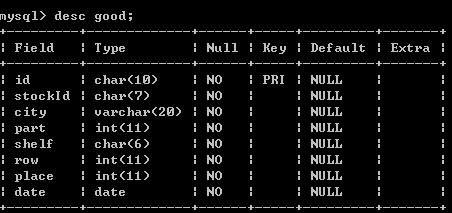 mysql> desc good;
+---------+-------------+------+-----+---------+-------+
| Field   | Type        | Null | Key | Default | Extra |
+---------+-------------+------+-----+---------+-------+
| id      | char(10)    | NO   | PRI | NULL    |       |
| stockId | char(7)     | NO   |     | NULL    |       |
| city    | varchar(20) | NO   |     | NULL    |       |
| part    | int(11)     | NO   |     | NULL    |       |
| shelf   | char(6)     | NO   |     | NULL    |       |
| row     | int(11)     | NO   |     | NULL    |       |
| place   | int(11)     | NO   |     | NULL    |       |
| date    | date        | NO   |     | NULL    |       |
+---------+-------------+------+-----+---------+-------+